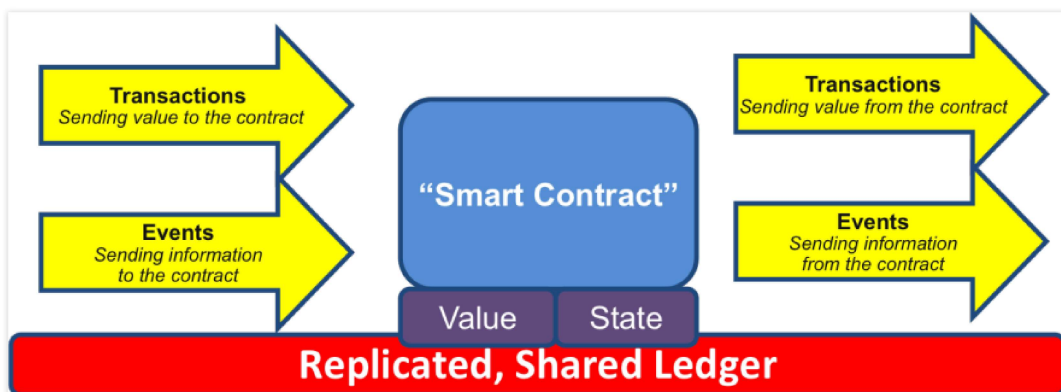 Transactions
Sending value to the contract
Events
Sending information
to the contract
“Smart Contract”
Value
State
Transactions
Sending value from the contract
Events
Sending information
from the contract
Replicated, Shared Ledger